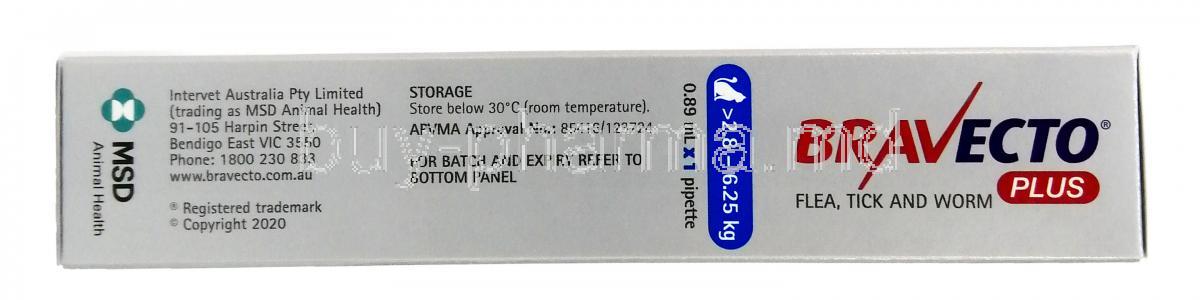 MSD
Animal Health
Intervet Australia Pty Limited
(trading as MSD Animal Health)
91-105 Harpin Street
Bendigo East VIC 3550
Phone: 1800 230 833
www.bravecto.com.au
® Registered trademark
© Copyright 2020
STORAGE
Store below 30°C (room temperature).
APVMA Approval No.:
FOR BATCH AND EXPIRY REFER TO
BOTTOM PANEL
0.89 mL x 1 pipette
6.25 kg
BRAVECTO®
PLUS
FLEA, TICK AND WORM
buy-pharma.md